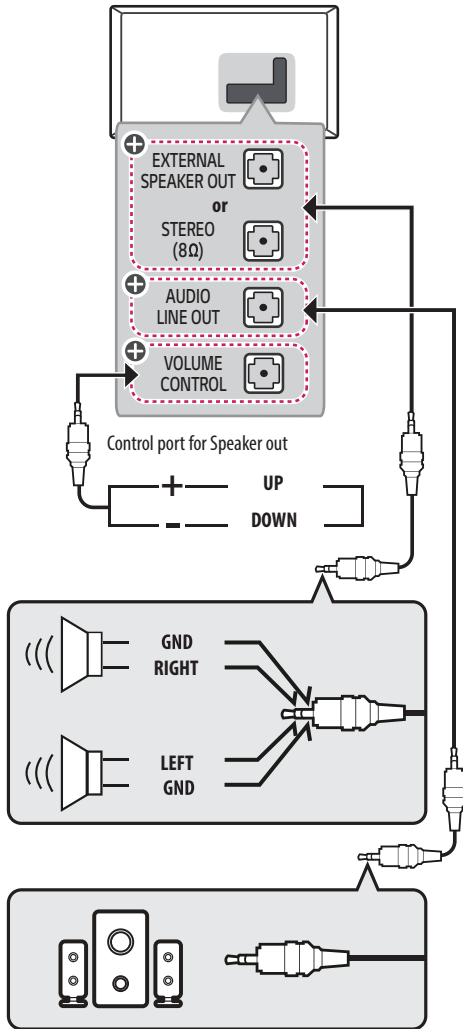 EXTERNAL
SPEAKER OUT
or
STEREO
(8Ω)
AUDIO
LINE OUT
VOLUME
CONTROL
Control port for Speaker out
+ UP
- DOWN
GND
RIGHT
LEFT
GND